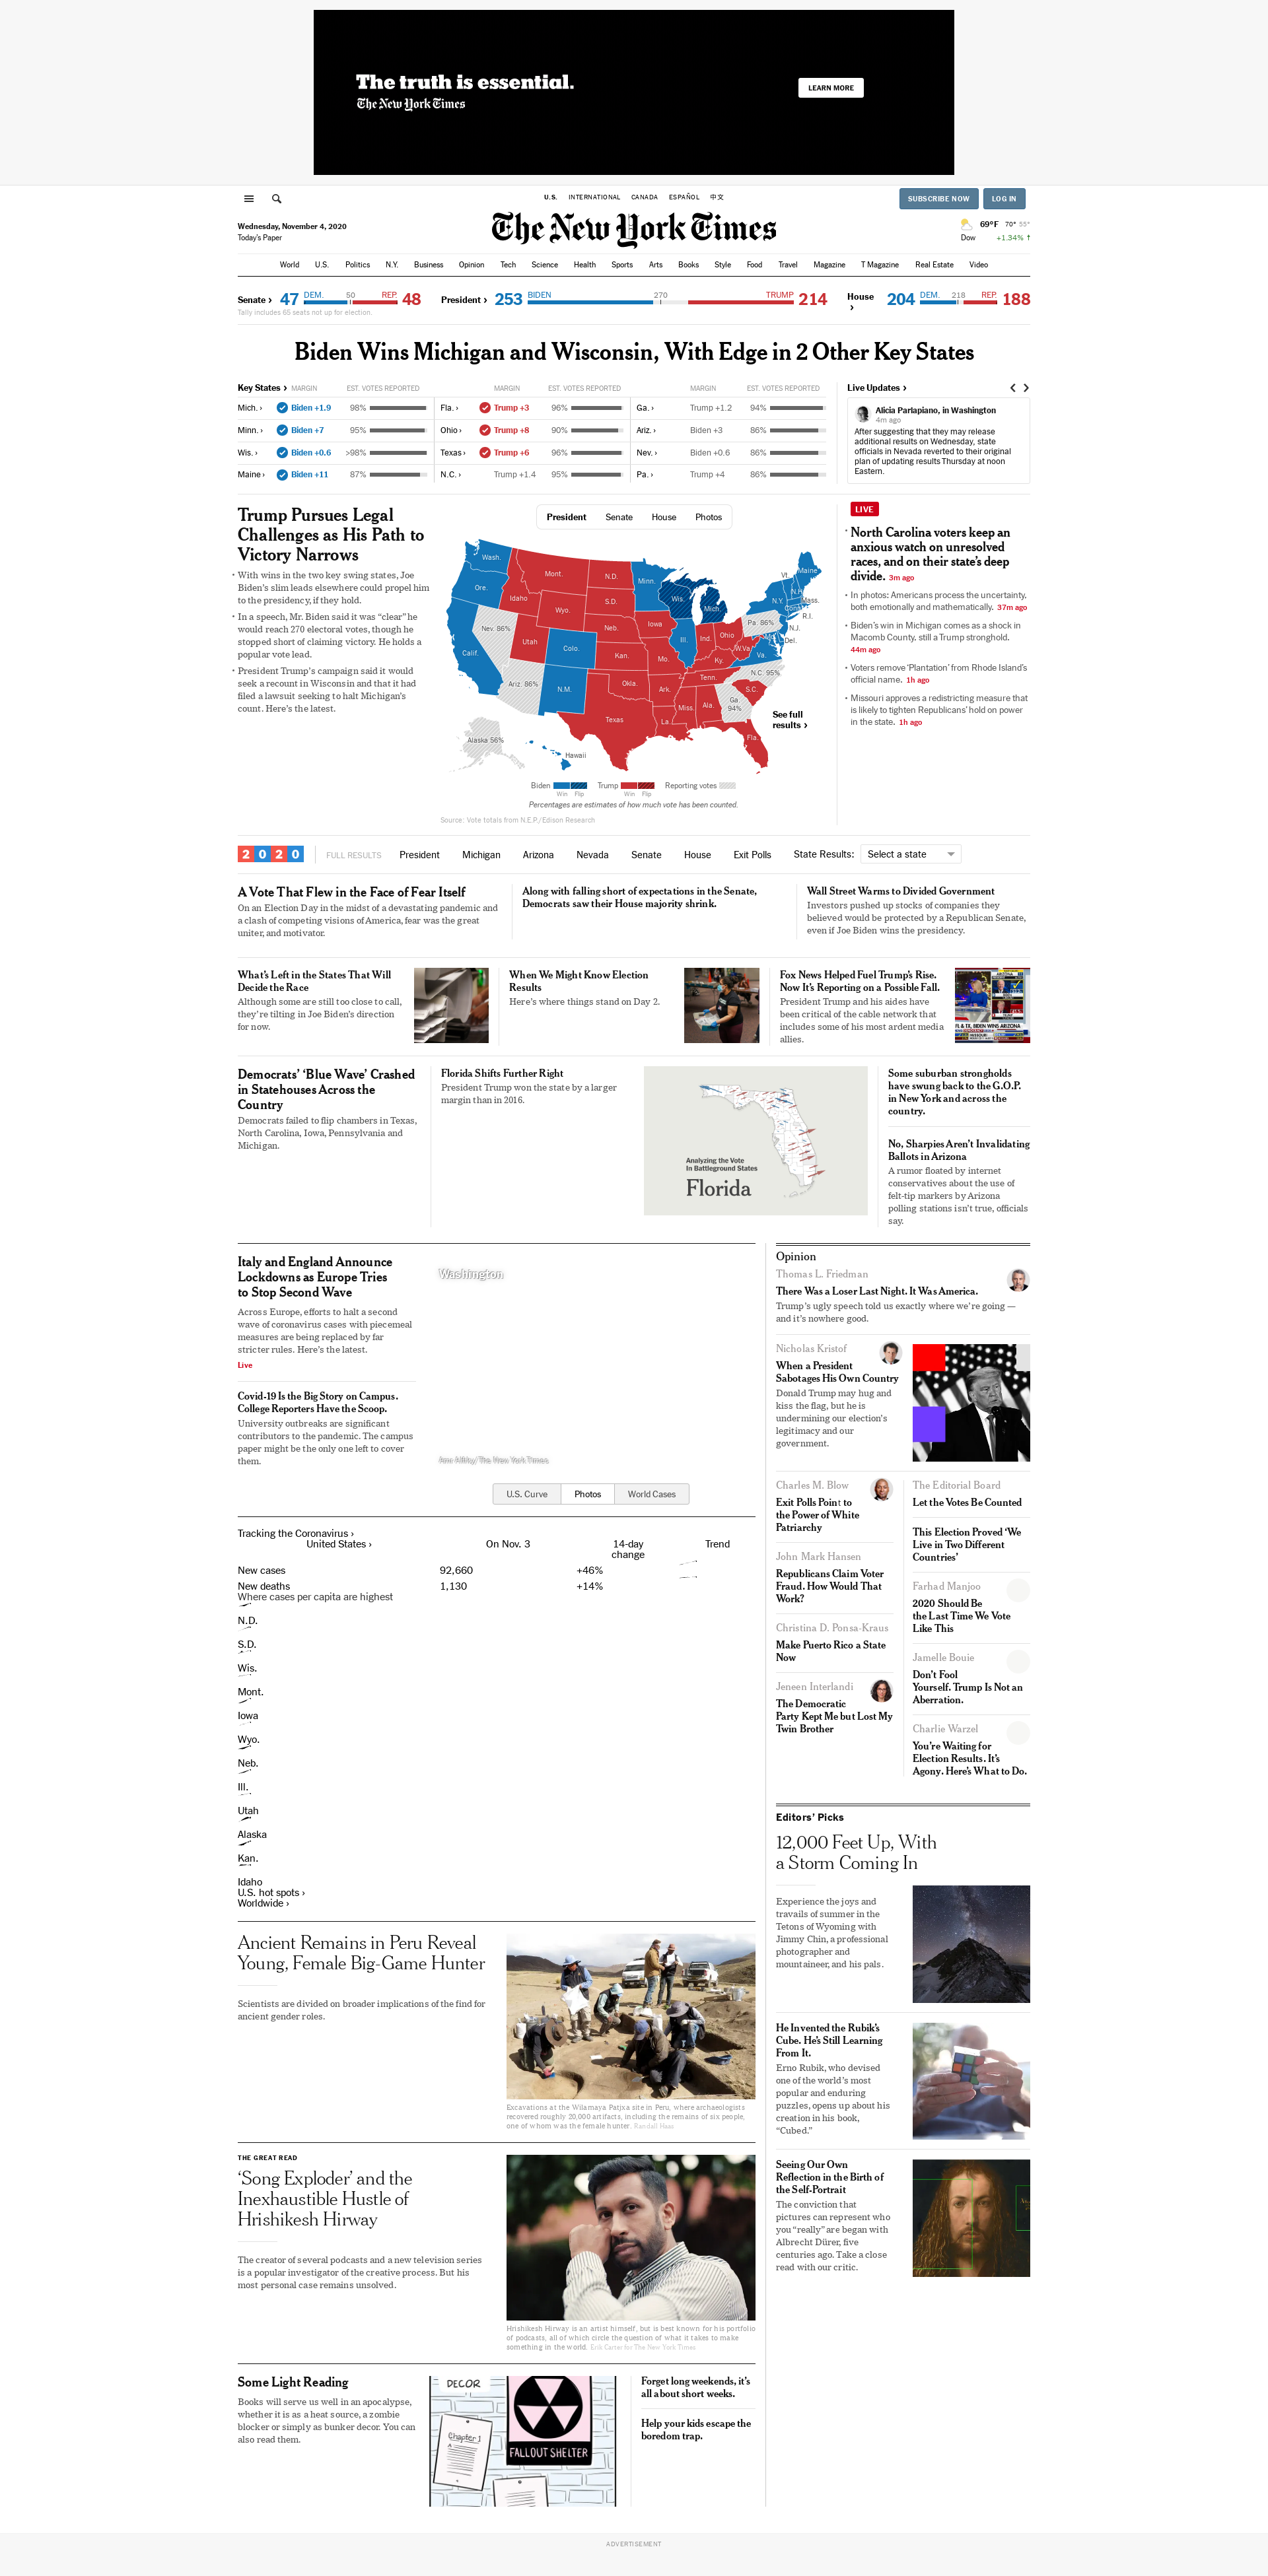 The truth is essential.
The New York Times
LEARN MORE
U.S. INTERNATIONAL CANADA ESPAÑOL 中文
SUBSCRIBE NOW LOG IN
Wednesday, November 4, 2020
Today's Paper
The New York Times
69°F 70° 55°
Dow +1.34% ↑
World U.S. Politics N.Y. Business Opinion Tech Science Health Sports Arts Books Style Food Travel Magazine T Magazine Real Estate Video
Senate › 47 DEM. 50 REP. 48
Tally includes 65 seats not up for election.
President › 253 BIDEN 270 TRUMP 214
House › 204 DEM. 218 REP. 188
Biden Wins Michigan and Wisconsin, With Edge in 2 Other Key States
Key States › MARGIN EST. VOTES REPORTED MARGIN EST. VOTES REPORTED MARGIN EST. VOTES REPORTED
Mich. › Biden +1.9 98% Fla. › Trump +3 96% Ga. › Trump +1.2 94%
Minn. › Biden +7 95% Ohio › Trump +8 90% Ariz. › Biden +3 86%
Wis. › Biden +0.6 >98% Texas › Trump +6 96% Nev. › Biden +0.6 86%
Maine › Biden +11 87% N.C. › Trump +1.4 95% Pa. › Trump +4 86%
Live Updates ›
Alicia Parlapiano, in Washington
4m ago
After suggesting that they may release
additional results on Wednesday, state
officials in Nevada reverted to their original
plan of updating results Thursday at noon
Eastern.
Trump Pursues Legal
Challenges as His Path to
Victory Narrows
• With wins in the two key swing states, Joe
Biden's slim leads elsewhere could propel him
to the presidency, if they hold.
• In a speech, Mr. Biden said it was “clear” he
would reach 270 electoral votes, though he
stopped short of claiming victory. He holds a
popular vote lead.
• President Trump's campaign said it would
seek a recount in Wisconsin and that it had
filed a lawsuit seeking to halt Michigan's
count. Here's the latest.
President Senate House Photos
Wash.
Mont.
N.D.
Minn.
Vt.
Maine
Ore.
Idaho
S.D.
Wis.
Mich.
N.Y.
N.H.
Mass.
Conn.
R.I.
Wyo.
Nev. 86%
Neb.
Iowa
Pa. 86%
N.J.
Utah
Colo.
Ill.
Ind.
Ohio
W.Va.
Del.
Calif.
Kan.
Mo.
Ky.
Va.
Ariz. 86%
N.M.
Okla.
Ark.
Tenn.
N.C. 95%
S.C.
Miss.
Ala.
Ga.
94%
Texas
La.
Fla.
Alaska 56%
Hawaii
See full
results ›
Biden Trump Reporting votes
Win Flip Win Flip
Percentages are estimates of how much vote has been counted.
Source: Vote totals from N.E.P./Edison Research
LIVE
• North Carolina voters keep an
anxious watch on unresolved
races, and on their state's deep
divide. 3m ago
• In photos: Americans process the uncertainty,
both emotionally and mathematically. 37m ago
• Biden's win in Michigan comes as a shock in
Macomb County, still a Trump stronghold.
44m ago
• Voters remove ‘Plantation’ from Rhode Island's
official name. 1h ago
• Missouri approves a redistricting measure that
is likely to tighten Republicans' hold on power
in the state. 1h ago
2020 FULL RESULTS President Michigan Arizona Nevada Senate House Exit Polls State Results: Select a state
A Vote That Flew in the Face of Fear Itself
On an Election Day in the midst of a devastating pandemic and
a clash of competing visions of America, fear was the great
uniter, and motivator.
Along with falling short of expectations in the Senate,
Democrats saw their House majority shrink.
Wall Street Warms to Divided Government
Investors pushed up stocks of companies they
believed would be protected by a Republican Senate,
even if Joe Biden wins the presidency.
What's Left in the States That Will
Decide the Race
Although some are still too close to call,
they're tilting in Joe Biden's direction
for now.
When We Might Know Election
Results
Here's where things stand on Day 2.
Fox News Helped Fuel Trump's Rise.
Now It's Reporting on a Possible Fall.
President Trump and his aides have
been critical of the cable network that
includes some of his most ardent media
allies.
Democrats' ‘Blue Wave’ Crashed
in Statehouses Across the
Country
Democrats failed to flip chambers in Texas,
North Carolina, Iowa, Pennsylvania and
Michigan.
Florida Shifts Further Right
President Trump won the state by a larger
margin than in 2016.
Analyzing the Vote
In Battleground States
Florida
Some suburban strongholds
have swung back to the G.O.P.
in New York and across the
country.
No, Sharpies Aren't Invalidating
Ballots in Arizona
A rumor floated by internet
conservatives about the use of
felt-tip markers by Arizona
polling stations isn't true, officials
say.
Italy and England Announce
Lockdowns as Europe Tries
to Stop Second Wave
Across Europe, efforts to halt a second
wave of coronavirus cases with piecemeal
measures are being replaced by far
stricter rules. Here's the latest.
Live
Covid-19 Is the Big Story on Campus.
College Reporters Have the Scoop.
University outbreaks are significant
contributors to the pandemic. The campus
paper might be the only one left to cover
them.
Washington
The New York Times
U.S. Curve Photos World Cases
Tracking the Coronavirus ›
United States › On Nov. 3 14-day
change Trend
New cases 92,660 +46%
New deaths 1,130 +14%
Where cases per capita are highest
N.D.
S.D.
Wis.
Mont.
Iowa
Wyo.
Neb.
Ill.
Utah
Alaska
Kan.
Idaho
U.S. hot spots ›
Worldwide ›
Ancient Remains in Peru Reveal
Young, Female Big-Game Hunter
Scientists are divided on broader implications of the find for
ancient gender roles.
Excavations at the Wilamaya Patjxa site in Peru, where archaeologists
recovered roughly 20,000 artifacts, including the remains of six people,
one of whom was the female hunter. Randall Haas
THE GREAT READ
‘Song Exploder’ and the
Inexhaustible Hustle of
Hrishikesh Hirway
The creator of several podcasts and a new television series
is a popular investigator of the creative process. But his
most personal case remains unsolved.
Hrishikesh Hirway is an artist himself, but is best known for his portfolio
of podcasts, all of which circle the question of what it takes to make
something in the world. Erik Carter for The New York Times
Some Light Reading
Books will serve us well in an apocalypse,
whether it is as a heat source, a zombie
blocker or simply as bunker decor. You can
also read them.
DECOR
Chapter 1
FALLOUT SHELTER
Forget long weekends, it's
all about short weeks.
Help your kids escape the
boredom trap.
Opinion
Thomas L. Friedman
There Was a Loser Last Night. It Was America.
Trump's ugly speech told us exactly where we're going —
and it's nowhere good.
Nicholas Kristof
When a President
Sabotages His Own Country
Donald Trump may hug and
kiss the flag, but he is
undermining our election's
legitimacy and our
government.
Charles M. Blow
Exit Polls Point to
the Power of White
Patriarchy
John Mark Hansen
Republicans Claim Voter
Fraud. How Would That
Work?
Christina D. Ponsa-Kraus
Make Puerto Rico a State
Now
Jeneen Interlandi
The Democratic
Party Kept Me but Lost My
Twin Brother
The Editorial Board
Let the Votes Be Counted
This Election Proved ‘We
Live in Two Different
Countries’
Farhad Manjoo
2020 Should Be
the Last Time We Vote
Like This
Jamelle Bouie
Don't Fool
Yourself. Trump Is Not an
Aberration.
Charlie Warzel
You're Waiting for
Election Results. It's
Agony. Here's What to Do.
Editors' Picks
12,000 Feet Up, With
a Storm Coming In
Experience the joys and
travails of summer in the
Tetons of Wyoming with
Jimmy Chin, a professional
photographer and
mountaineer, and his pals.
He Invented the Rubik's
Cube. He's Still Learning
From It.
Erno Rubik, who devised
one of the world's most
popular and enduring
puzzles, opens up about his
creation in his book,
“Cubed.”
Seeing Our Own
Reflection in the Birth of
the Self-Portrait
The conviction that
pictures can represent who
you “really” are began with
Albrecht Dürer, five
centuries ago. Take a close
read with our critic.
ADVERTISEMENT